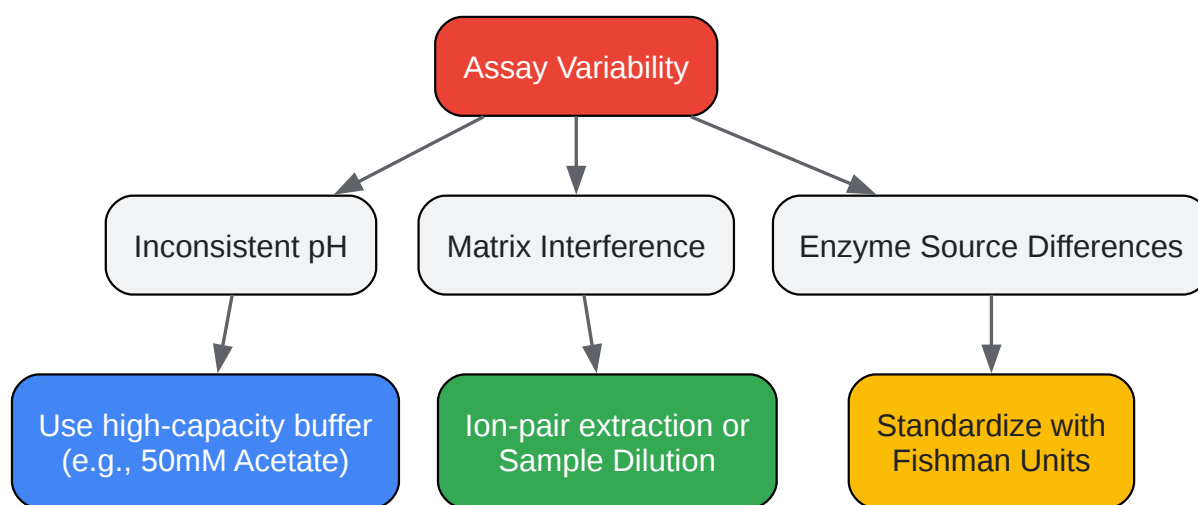 Assay Variability
Inconsistent pH
Matrix Interference
Enzyme Source Differences
Use high-capacity buffer
(e.g., 50mM Acetate)
Ion-pair extraction or
Sample Dilution
Standardize with
Fishman Units